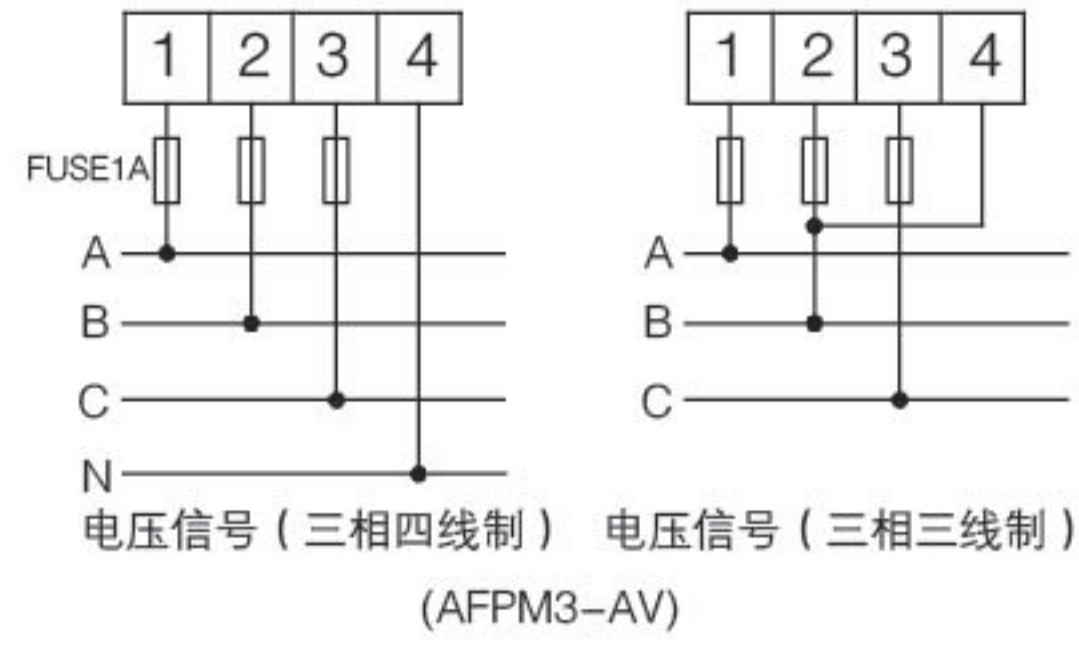 1 2 3 4 1 2 3 4
FUSE1A
A A
B B
C C
N
电压信号（三相四线制） 电压信号（三相三线制）
(AFPM3-AV)